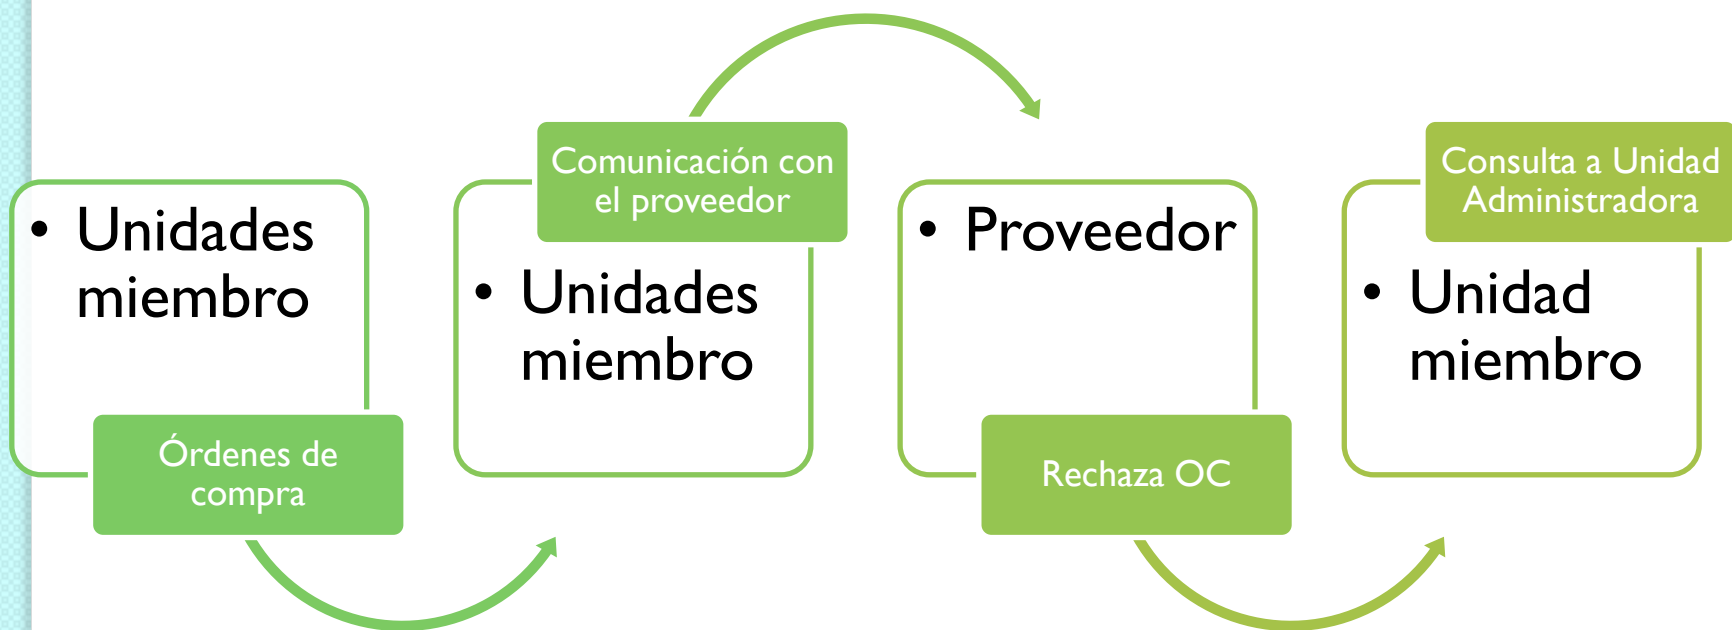 • Unidades
miembro
Órdenes de
compra
Comunicación con
el proveedor
• Unidades
miembro
• Proveedor
Rechaza OC
Consulta a Unidad
Administradora
• Unidad
miembro